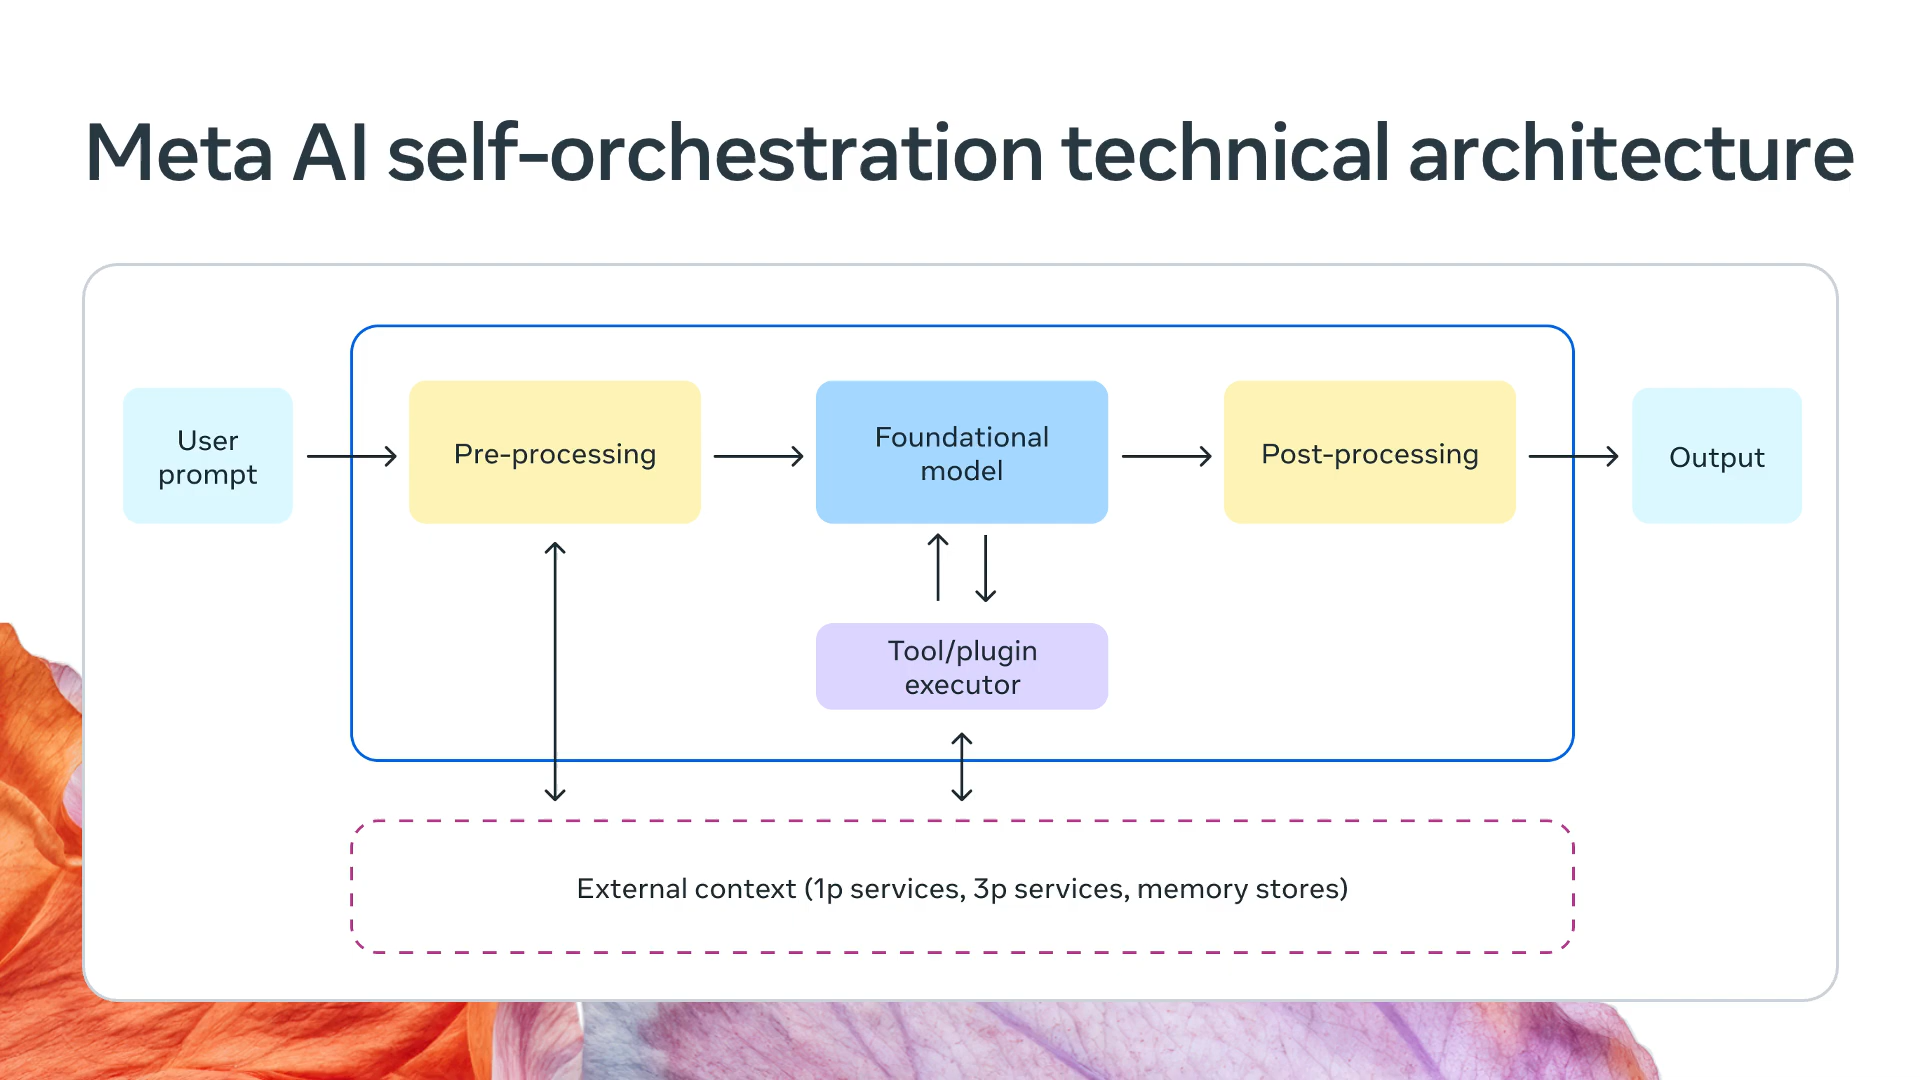 Meta AI self-orchestration technical architecture
User
prompt
Pre-processing
Foundational
model
Post-processing
Output
Tool/plugin
executor
External context (1p services, 3p services, memory stores)